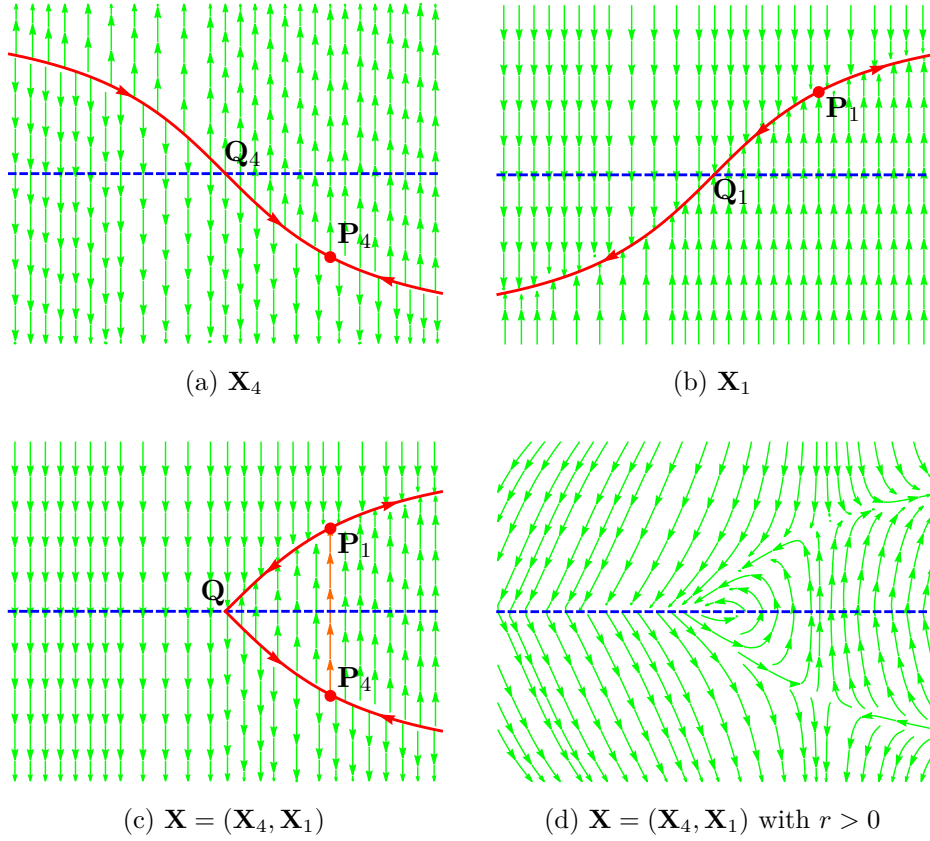 Q₄
P₄
(a) X₄
P₁
Q₁
(b) X₁
P₁
Q
P₄
(c) X = (X₄, X₁)
(d) X = (X₄, X₁) with r > 0